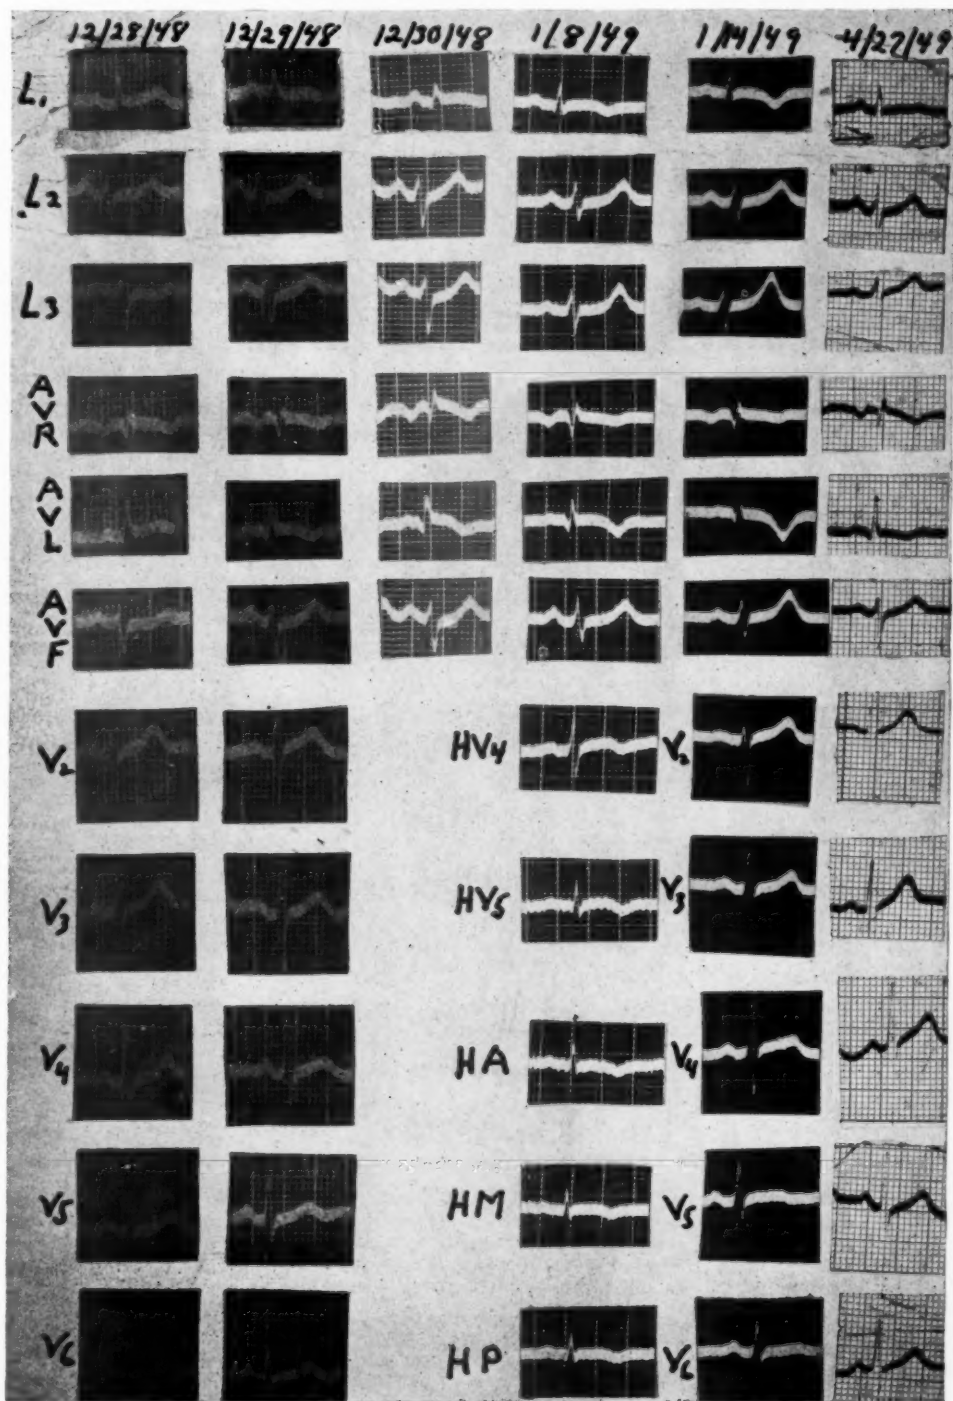 12/28/48 12/29/48 12/30/48 1/8/49 1/14/49 4/27/49
L1
L2
L3
AVR
AVL
AVF
V2 HV4 V2
V3 HV5 V3
V4 HA V4
V5 HM V5
V6 HP V6